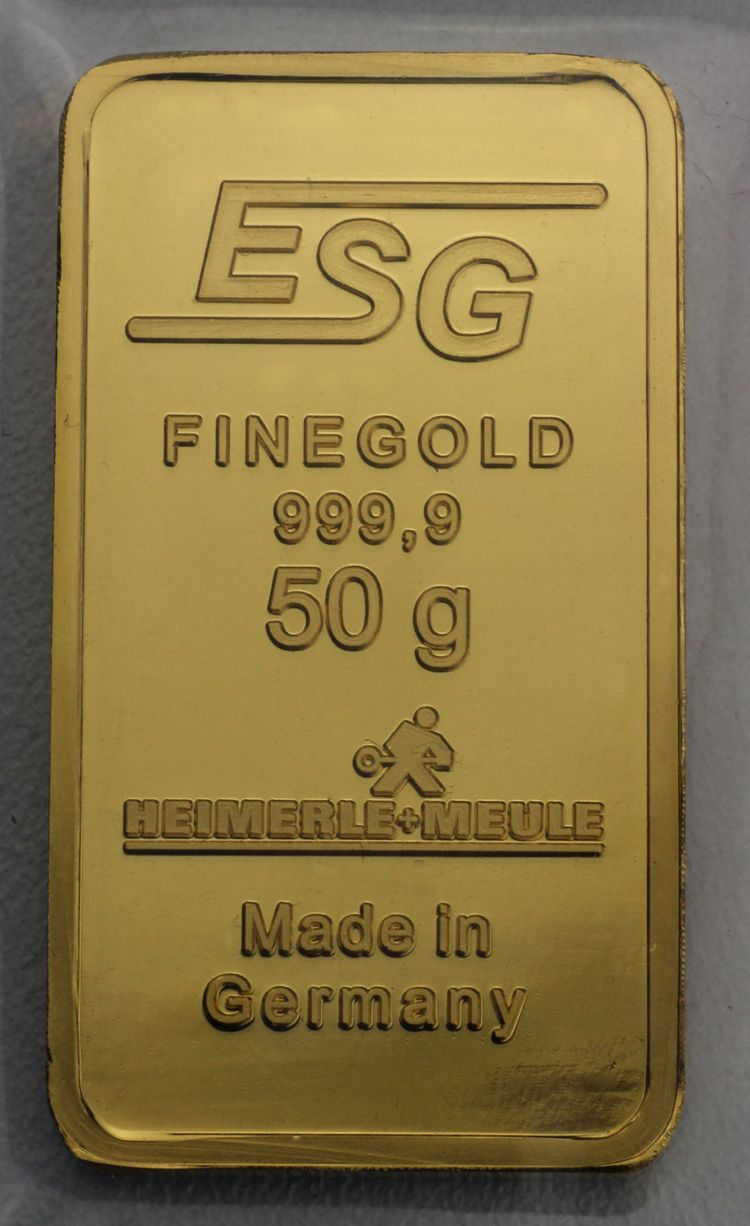 ESG
FINEGOLD
999,9
50 g
HEIMERLE+MEULE
Made in
Germany